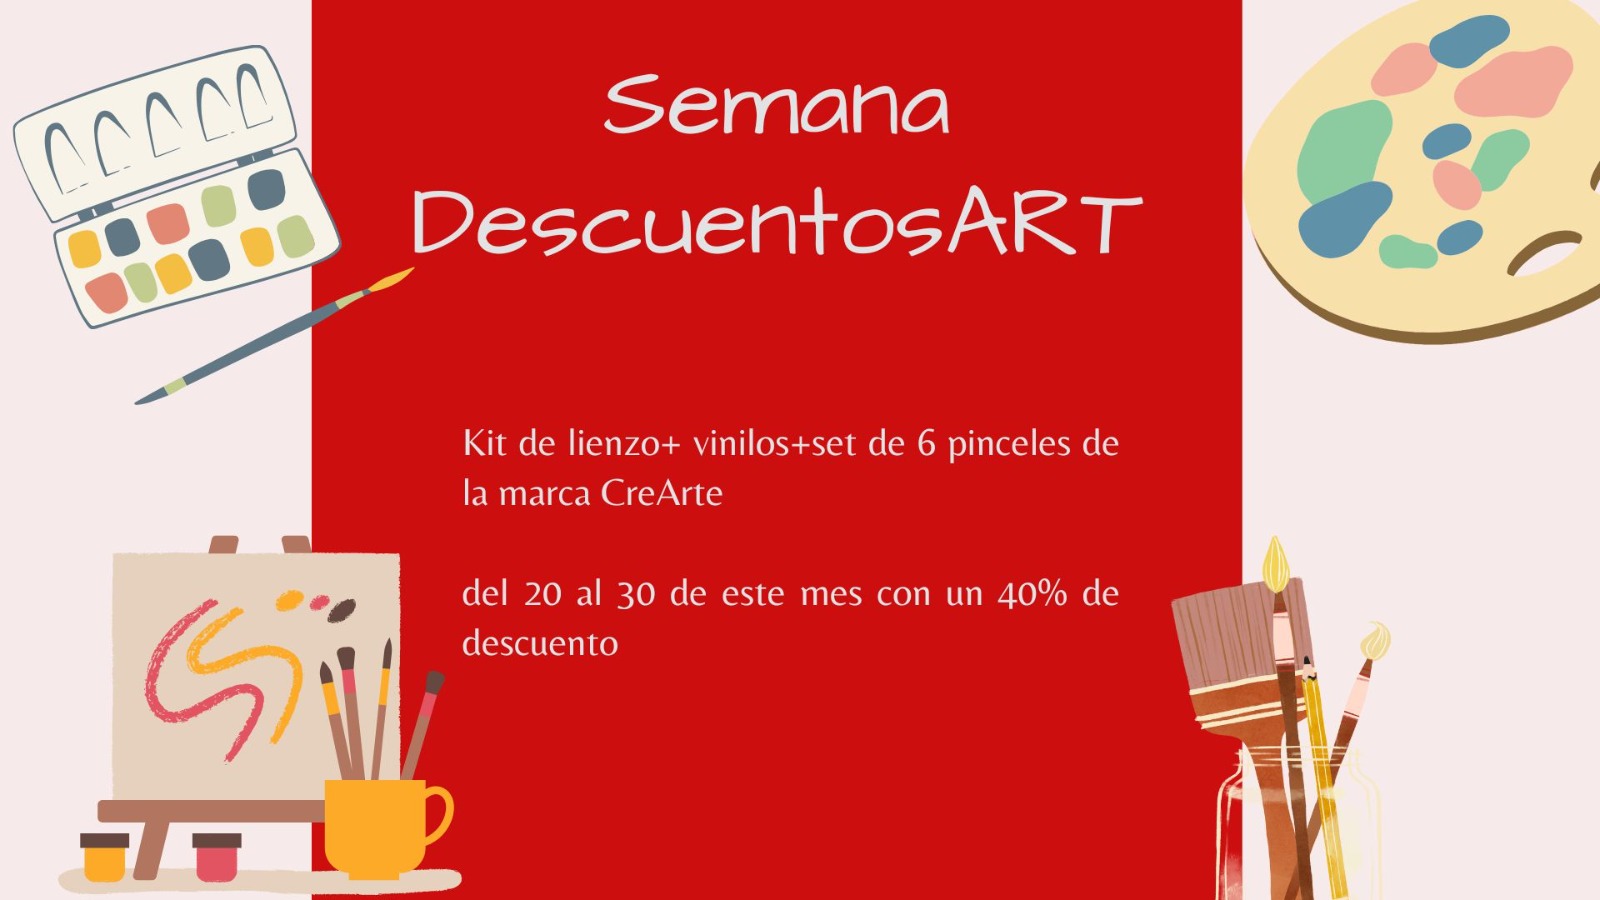 Semana
DescuentosART
Kit de lienzo+ vinilos+set de 6 pinceles de
la marca CreArte
del 20 al 30 de este mes con un 40% de
descuento